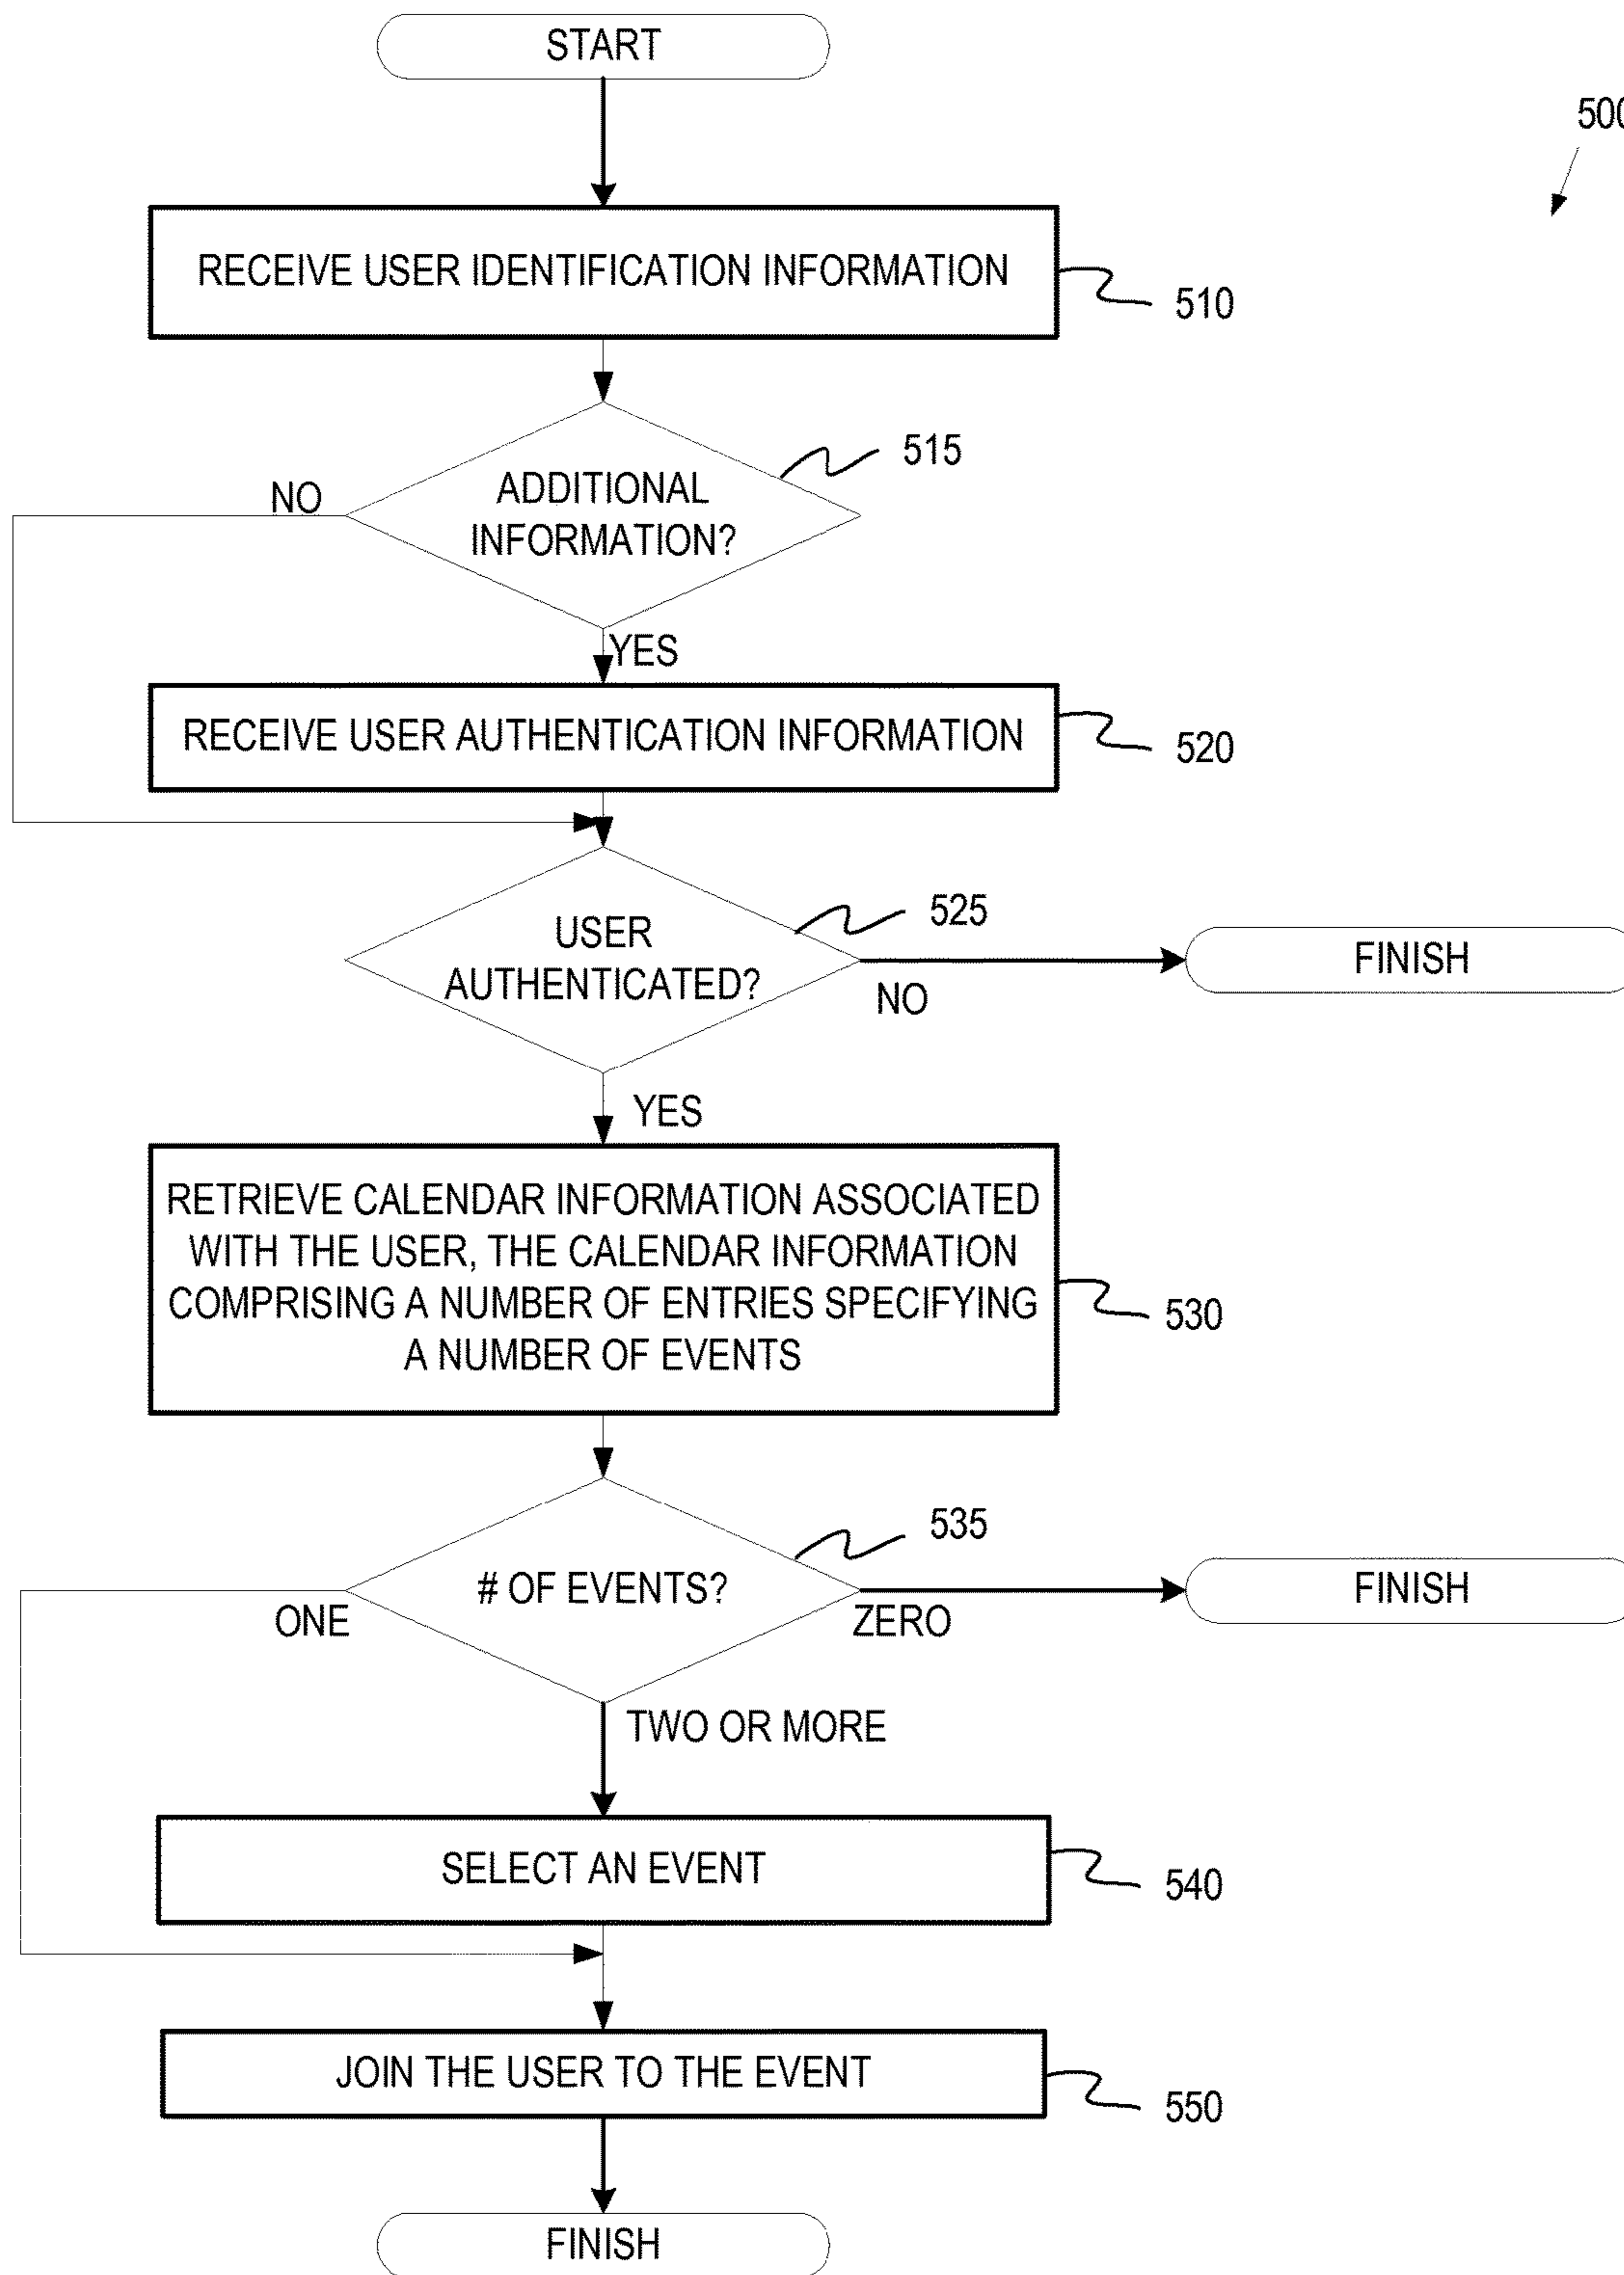 START
500
RECEIVE USER IDENTIFICATION INFORMATION
510
515
ADDITIONAL
INFORMATION?
NO
YES
RECEIVE USER AUTHENTICATION INFORMATION
520
525
USER
AUTHENTICATED?
NO
FINISH
YES
RETRIEVE CALENDAR INFORMATION ASSOCIATED
WITH THE USER, THE CALENDAR INFORMATION
COMPRISING A NUMBER OF ENTRIES SPECIFYING
A NUMBER OF EVENTS
530
535
# OF EVENTS?
ONE
ZERO
FINISH
TWO OR MORE
SELECT AN EVENT
540
JOIN THE USER TO THE EVENT
550
FINISH